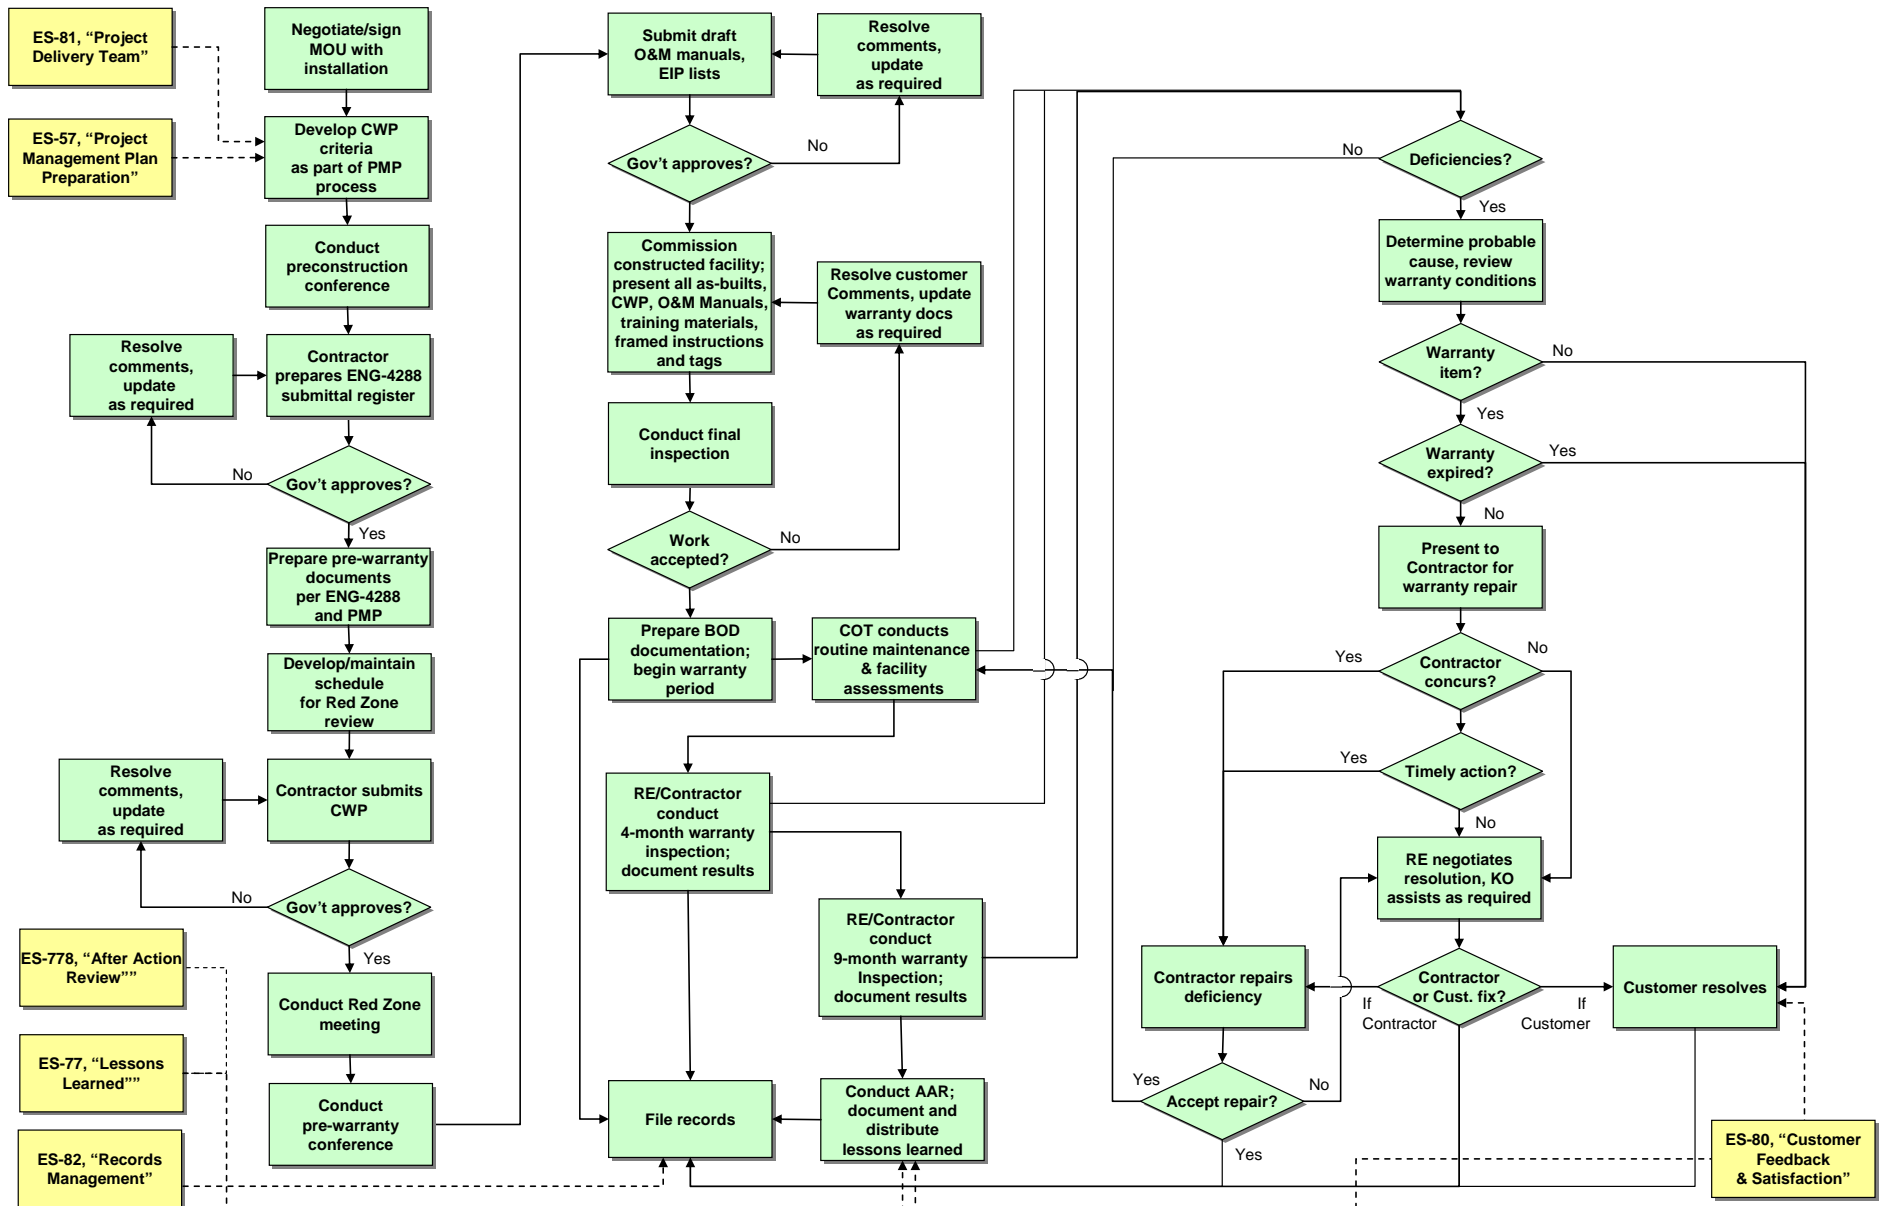 ES-81, “Project
Delivery Team”
ES-57, “Project
Management Plan
Preparation”
Negotiate/sign
MOU with
installation
Develop CWP
criteria
as part of PMP
process
Conduct
preconstruction
conference
Resolve
comments,
update
as required
Contractor
prepares ENG-4288
submittal register
No
Gov’t approves?
Yes
Prepare pre-warranty
documents
per ENG-4288
and PMP
Develop/maintain
schedule
for Red Zone
review
Resolve
comments,
update
as required
Contractor submits
CWP
No
Gov’t approves?
Yes
ES-778, “After Action
Review””
Conduct Red Zone
meeting
ES-77, “Lessons
Learned””
Conduct
pre-warranty
conference
ES-82, “Records
Management”
Submit draft
O&M manuals,
EIP lists
Resolve
comments,
update
as required
Gov’t approves?
No
Commission
constructed facility;
present all as-builts,
CWP, O&M Manuals,
training materials,
framed instructions
and tags
Resolve customer
Comments, update
warranty docs
as required
Conduct final
inspection
Work
accepted?
No
Prepare BOD
documentation;
begin warranty
period
COT conducts
routine maintenance
& facility
assessments
RE/Contractor
conduct
4-month warranty
inspection;
document results
RE/Contractor
conduct
9-month warranty
Inspection;
document results
File records
Conduct AAR;
document and
distribute
lessons learned
No
Deficiencies?
Yes
Determine probable
cause, review
warranty conditions
Warranty
item?
No
Yes
Warranty
expired?
Yes
No
Present to
Contractor for
warranty repair
Yes
Contractor
concurs?
No
Yes
Timely action?
No
RE negotiates
resolution, KO
assists as required
Contractor repairs
deficiency
Contractor
or Cust. fix?
Customer resolves
If
Contractor
If
Customer
Yes
Accept repair?
No
Yes
ES-80, “Customer
Feedback
& Satisfaction”